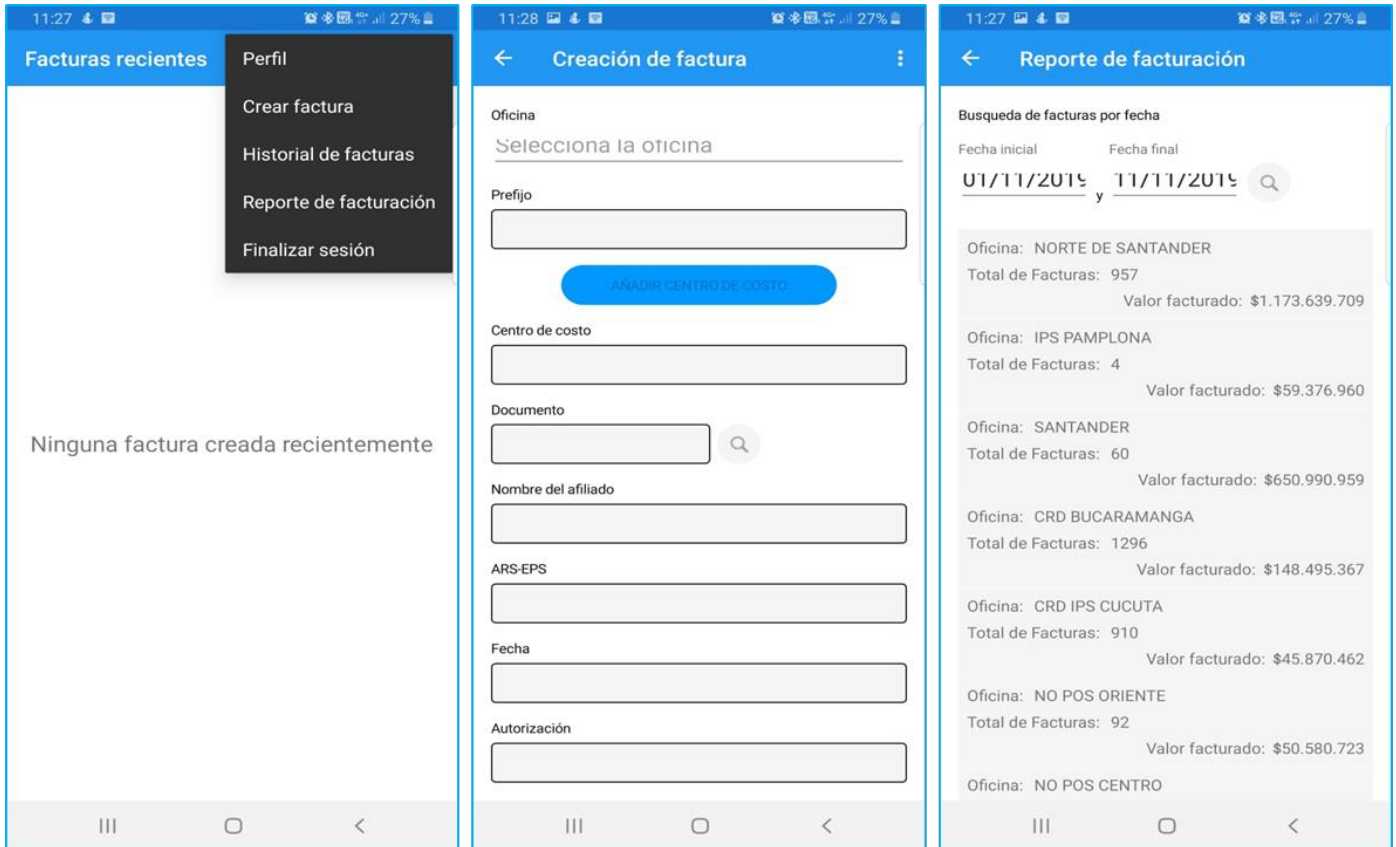 11:27
27%
Facturas recientes
Perfil
Crear factura
Historial de facturas
Reporte de facturación
Finalizar sesión
Ninguna factura creada recientemente
11:28
27%
Creación de factura
Oficina
Selecciona la oficina
Prefijo
AÑADIR CENTRO DE COSTO
Centro de costo
Documento
Nombre del afiliado
ARS-EPS
Fecha
Autorización
11:27
27%
Reporte de facturación
Busqueda de facturas por fecha
Fecha inicial Fecha final
01/11/2019 y 11/11/2019
Oficina: NORTE DE SANTANDER
Total de Facturas: 957
Valor facturado: $1.173.639.709
Oficina: IPS PAMPLONA
Total de Facturas: 4
Valor facturado: $59.376.960
Oficina: SANTANDER
Total de Facturas: 60
Valor facturado: $650.990.959
Oficina: CRD BUCARAMANGA
Total de Facturas: 1296
Valor facturado: $148.495.367
Oficina: CRD IPS CUCUTA
Total de Facturas: 910
Valor facturado: $45.870.462
Oficina: NO POS ORIENTE
Total de Facturas: 92
Valor facturado: $50.580.723
Oficina: NO POS CENTRO